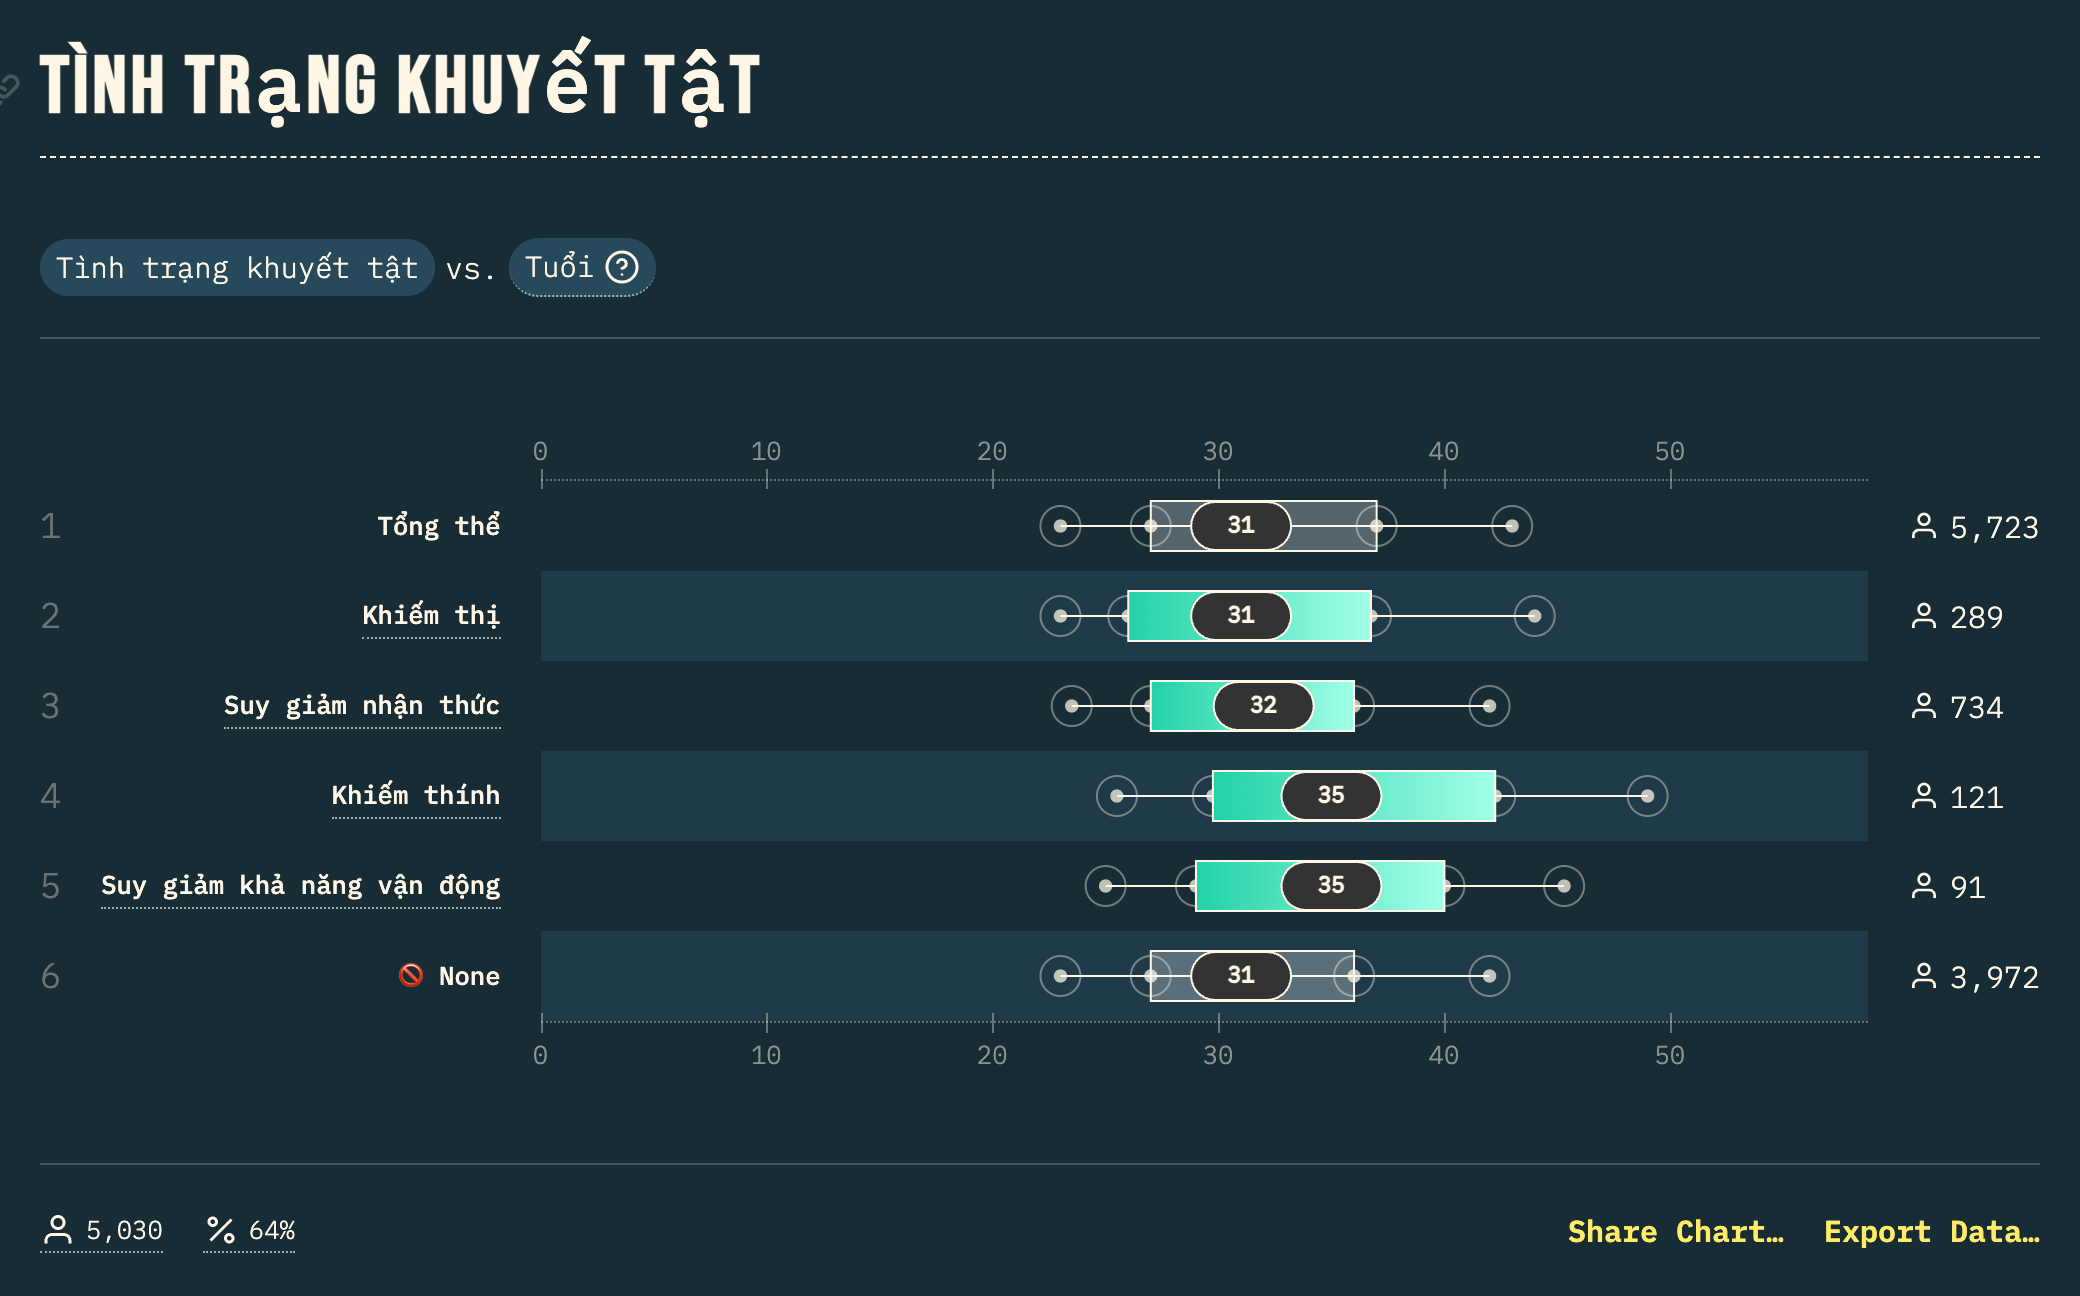 TÌNH TRạNG KHUYếT TậT
Tình trạng khuyết tật vs. Tuổi
0 10 20 30 40 50
1 Tổng thể 31 5,723
2 Khiếm thị 31 289
3 Suy giảm nhận thức 32 734
4 Khiếm thính 35 121
5 Suy giảm khả năng vận động 35 91
6 🚫 None 31 3,972
0 10 20 30 40 50
5,030 64% Share Chart… Export Data…